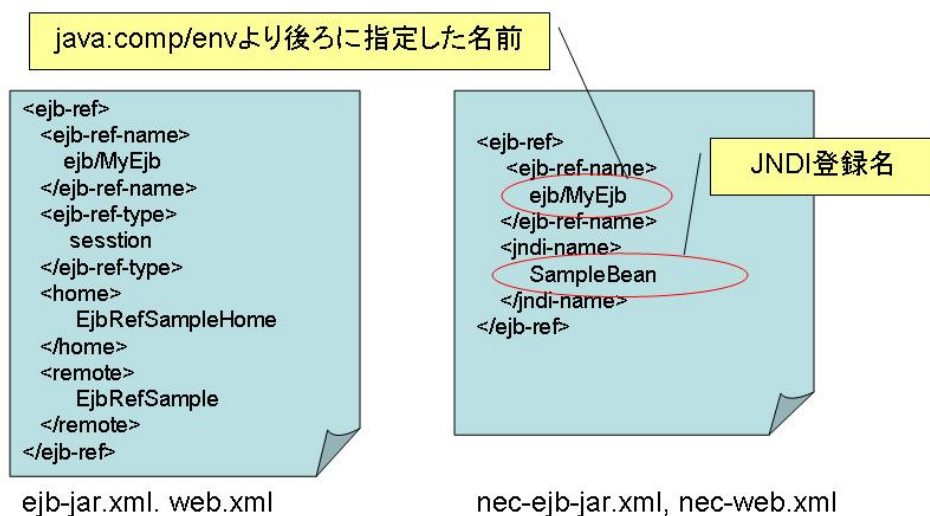 java:comp/envより後ろに指定した名前
<ejb-ref>
<ejb-ref-name>
ejb/MyEjb
</ejb-ref-name>
<ejb-ref-type>
sesstion
</ejb-ref-type>
<home>
EjbRefSampleHome
</home>
<remote>
EjbRefSample
</remote>
</ejb-ref>
ejb-jar.xml. web.xml
JNDI登録名
<ejb-ref>
<ejb-ref-name>
ejb/MyEjb
</ejb-ref-name>
<jndi-name>
SampleBean
</jndi-name>
</ejb-ref>
nec-ejb-jar.xml, nec-web.xml